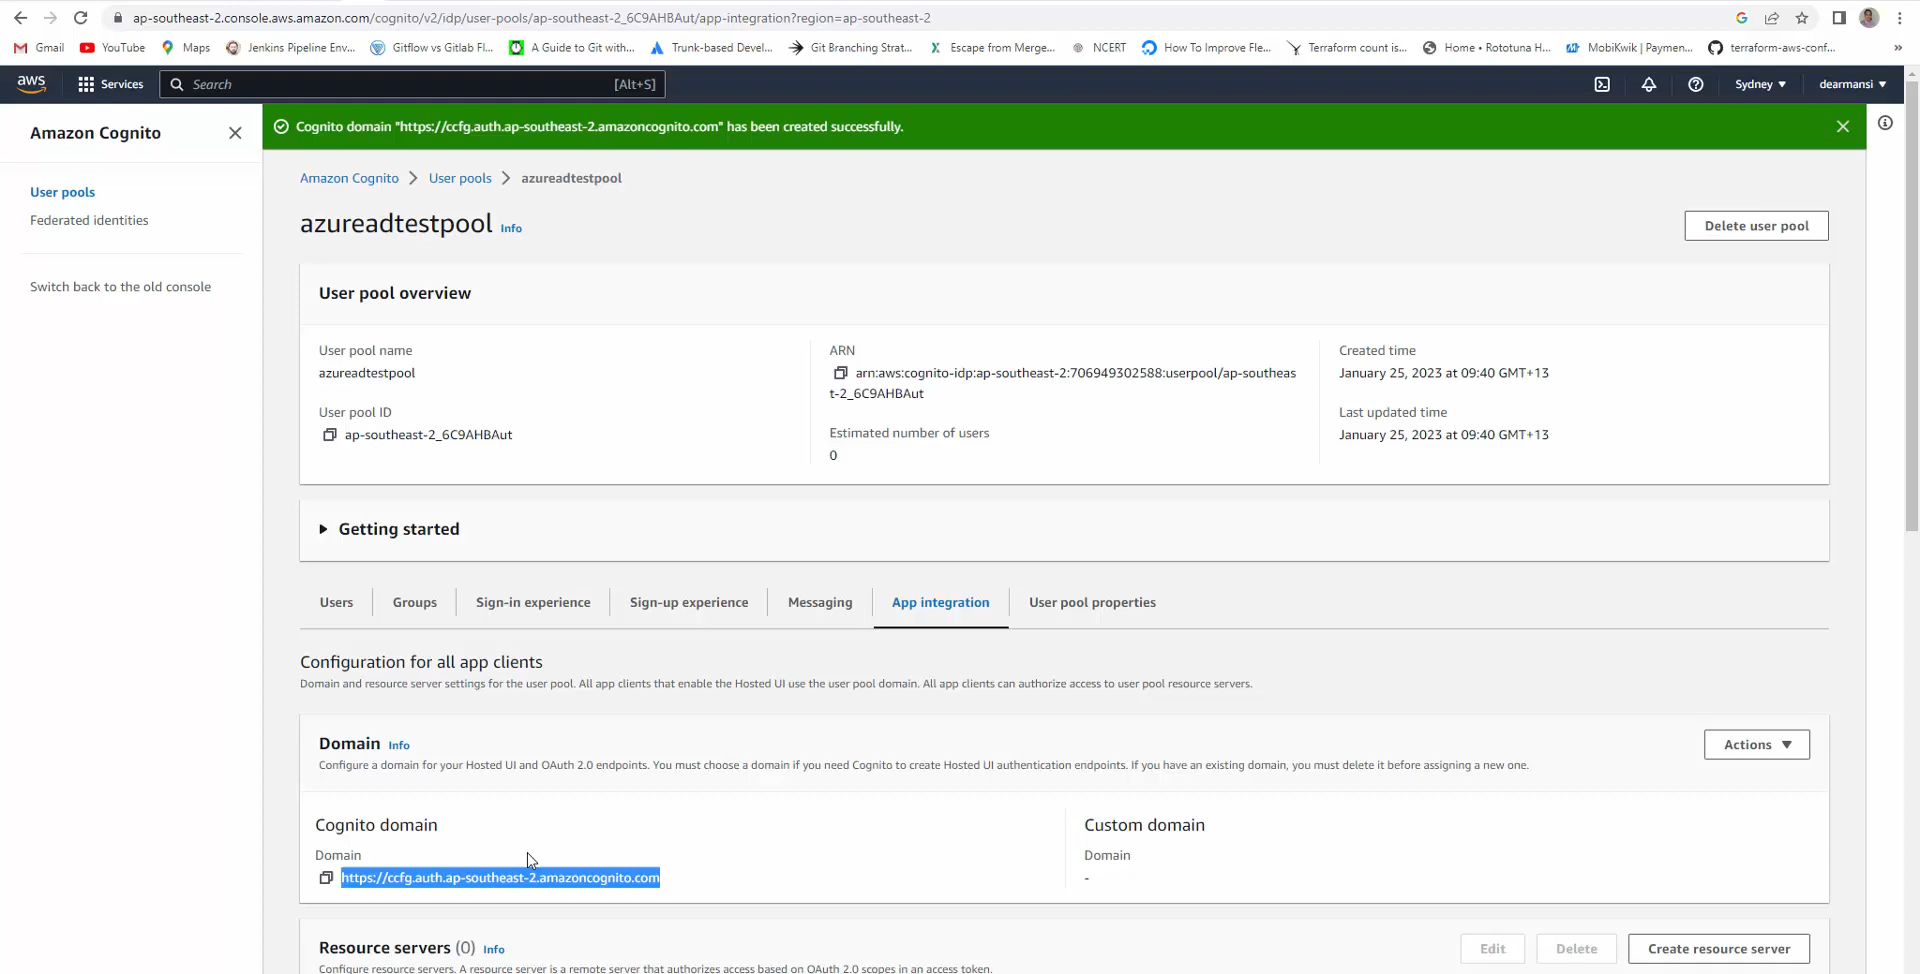 ap-southeast-2.console.aws.amazon.com/cognito/v2/idp/user-pools/ap-southeast-2_6C9AHBAut/app-integration?region=ap-southeast-2
Gmail YouTube Maps Jenkins Pipeline Env... Gitflow vs Gitlab Fl... A Guide to Git with... Trunk-based Devel... Git Branching Strat... Escape from Merge... NCERT How To Improve Fle... Terraform count is... Home • Rototuna H... MobiKwik | Paymen... terraform-aws-conf... »
aws Services Search [Alt+S] Sydney dearmansi
Amazon Cognito
Cognito domain "https://ccfg.auth.ap-southeast-2.amazoncognito.com" has been created successfully.
User pools
Federated identities
Switch back to the old console
Amazon Cognito User pools azureadtestpool
azureadtestpool Info
Delete user pool
User pool overview
User pool name
azureadtestpool
User pool ID
ap-southeast-2_6C9AHBAut
ARN
arn:aws:cognito-idp:ap-southeast-2:706949302588:userpool/ap-southeas
t-2_6C9AHBAut
Estimated number of users
0
Created time
January 25, 2023 at 09:40 GMT+13
Last updated time
January 25, 2023 at 09:40 GMT+13
Getting started
Users Groups Sign-in experience Sign-up experience Messaging App integration User pool properties
Configuration for all app clients
Domain and resource server settings for the user pool. All app clients that enable the Hosted UI use the user pool domain. All app clients can authorize access to user pool resource servers.
Domain Info
Actions
Configure a domain for your Hosted UI and OAuth 2.0 endpoints. You must choose a domain if you need Cognito to create Hosted UI authentication endpoints. If you have an existing domain, you must delete it before assigning a new one.
Cognito domain
Domain
https://ccfg.auth.ap-southeast-2.amazoncognito.com
Custom domain
Domain
-
Resource servers (0) Info
Edit Delete Create resource server
Configure resource servers. A resource server is a remote server that authorizes access based on OAuth 2.0 scopes in an access token.